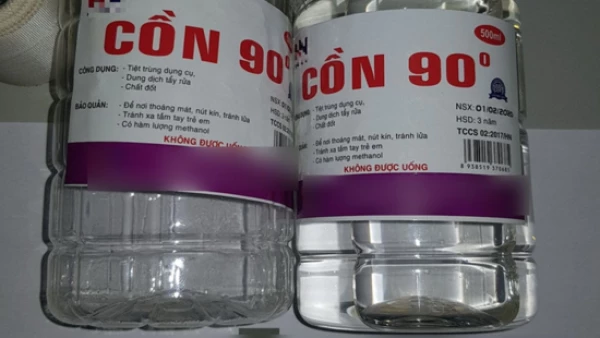 CỒN 90⁰
CÔNG DỤNG: - Tiệt trùng dụng cụ,
- Dung dịch tẩy rửa
- Chất đốt
BẢO QUẢN: - Để nơi thoáng mát, nút kín, tránh lửa
- Tránh xa tầm tay trẻ em
- Có hàm lượng methanol
KHÔNG ĐƯỢC UỐNG
500ml
CỒN 90⁰
- Tiệt trùng dụng cụ,
- Dung dịch tẩy rửa
- Chất đốt
- Để nơi thoáng mát, nút kín, tránh lửa
- Tránh xa tầm tay trẻ em
- Có hàm lượng methanol
KHÔNG ĐƯỢC UỐNG
NSX: 01/02/2020
HSD: 3 năm
TCCS 02:2017/HN